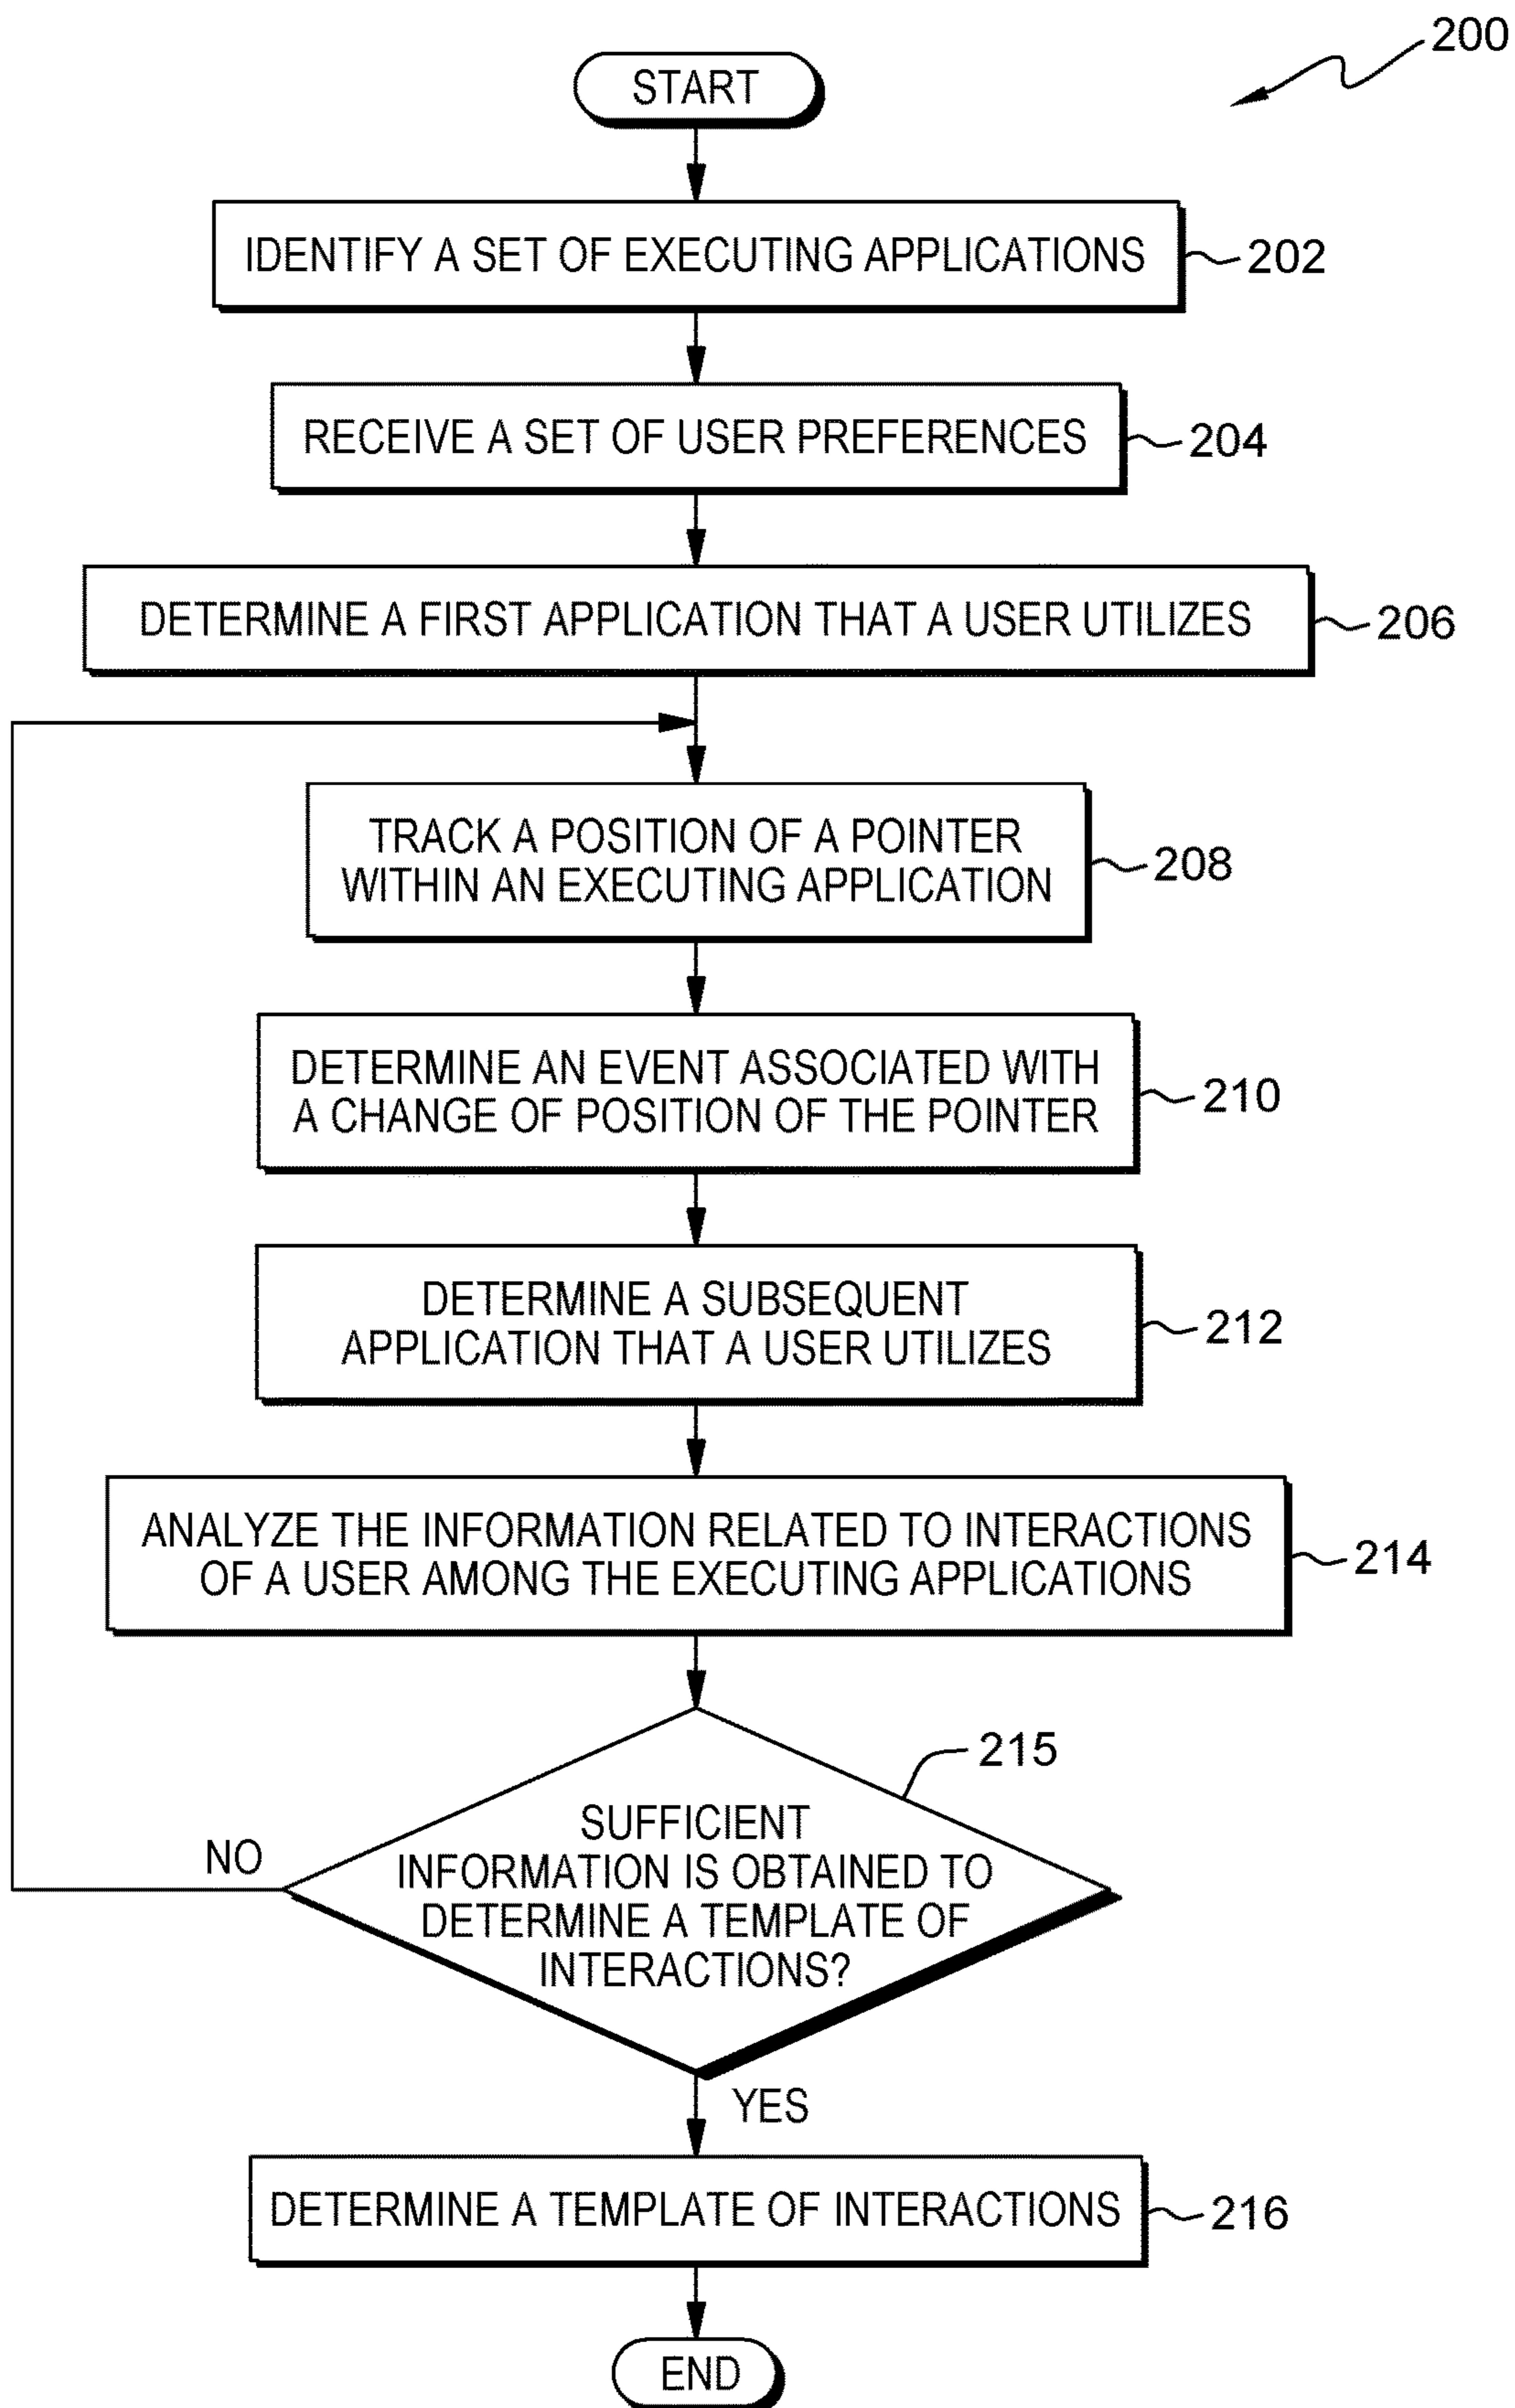 200
START
IDENTIFY A SET OF EXECUTING APPLICATIONS
202
RECEIVE A SET OF USER PREFERENCES
204
DETERMINE A FIRST APPLICATION THAT A USER UTILIZES
206
TRACK A POSITION OF A POINTER
WITHIN AN EXECUTING APPLICATION
208
DETERMINE AN EVENT ASSOCIATED WITH
A CHANGE OF POSITION OF THE POINTER
210
DETERMINE A SUBSEQUENT
APPLICATION THAT A USER UTILIZES
212
ANALYZE THE INFORMATION RELATED TO INTERACTIONS
OF A USER AMONG THE EXECUTING APPLICATIONS
214
215
SUFFICIENT
INFORMATION IS OBTAINED TO
DETERMINE A TEMPLATE OF
INTERACTIONS?
NO
YES
DETERMINE A TEMPLATE OF INTERACTIONS
216
END